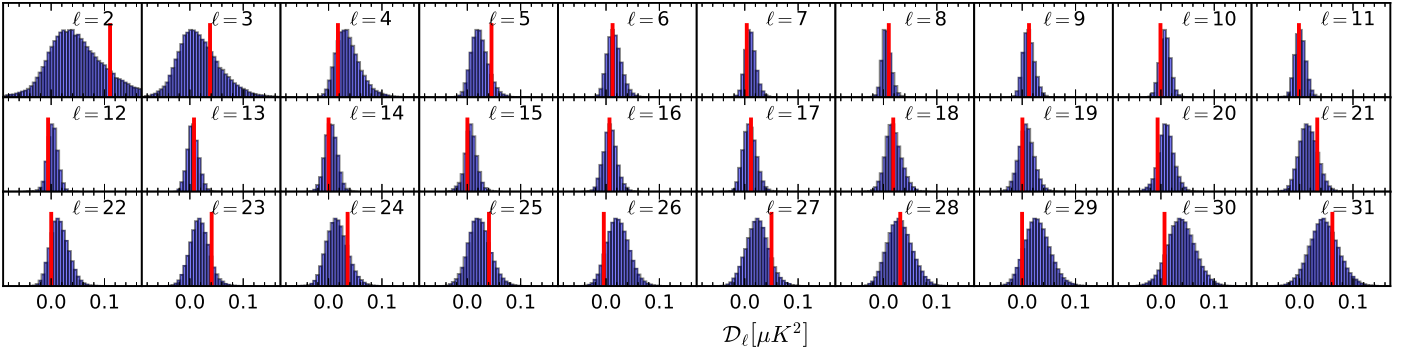 ℓ=2 ℓ=3 ℓ=4 ℓ=5 ℓ=6 ℓ=7 ℓ=8 ℓ=9 ℓ=10 ℓ=11
ℓ=12 ℓ=13 ℓ=14 ℓ=15 ℓ=16 ℓ=17 ℓ=18 ℓ=19 ℓ=20 ℓ=21
ℓ=22 ℓ=23 ℓ=24 ℓ=25 ℓ=26 ℓ=27 ℓ=28 ℓ=29 ℓ=30 ℓ=31
0.0 0.1 0.0 0.1 0.0 0.1 0.0 0.1 0.0 0.1 0.0 0.1 0.0 0.1 0.0 0.1 0.0 0.1 0.0 0.1
𝒟ℓ[μK²]